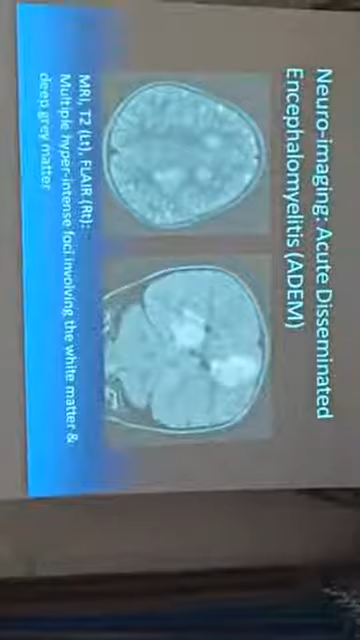 Neuro-imaging: Acute Disseminated
Encephalomyelitis (ADEM)
MRI, T2 (Lt), FLAIR (Rt):
Multiple hyper-intense foci involving the white matter &
deep grey matter